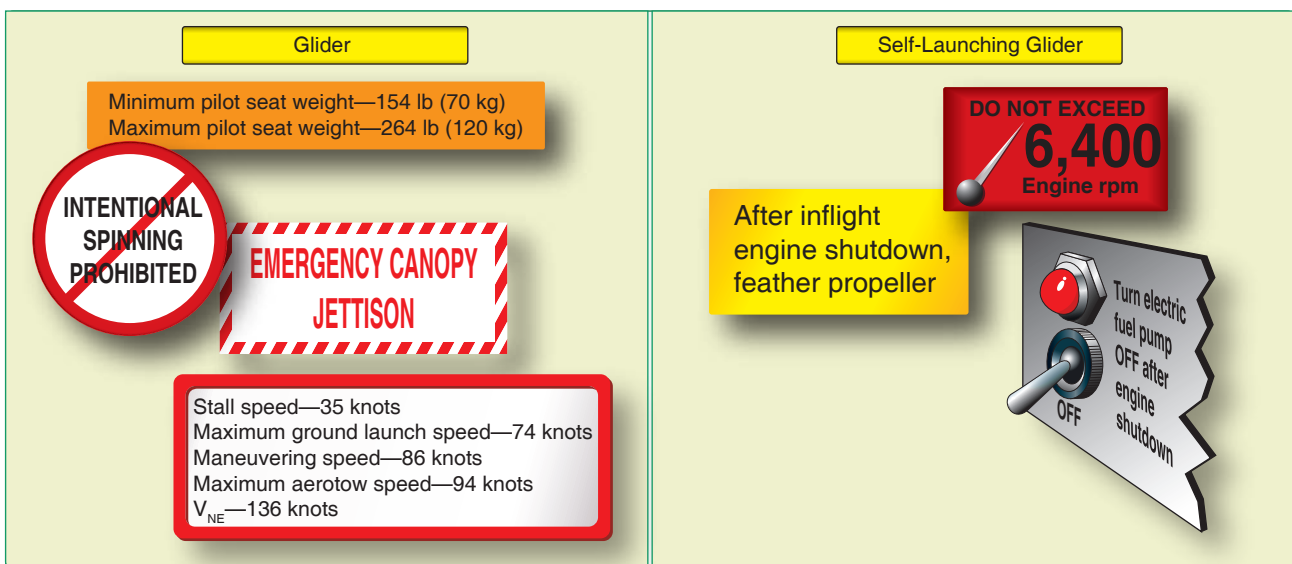 Glider
Minimum pilot seat weight—154 lb (70 kg)
Maximum pilot seat weight—264 lb (120 kg)
INTENTIONAL
SPINNING
PROHIBITED
EMERGENCY CANOPY
JETTISON
Stall speed—35 knots
Maximum ground launch speed—74 knots
Maneuvering speed—86 knots
Maximum aerotow speed—94 knots
VNE—136 knots
Self-Launching Glider
DO NOT EXCEED
6,400
Engine rpm
After inflight
engine shutdown,
feather propeller
Turn electric
fuel pump
OFF after
engine
shutdown
OFF